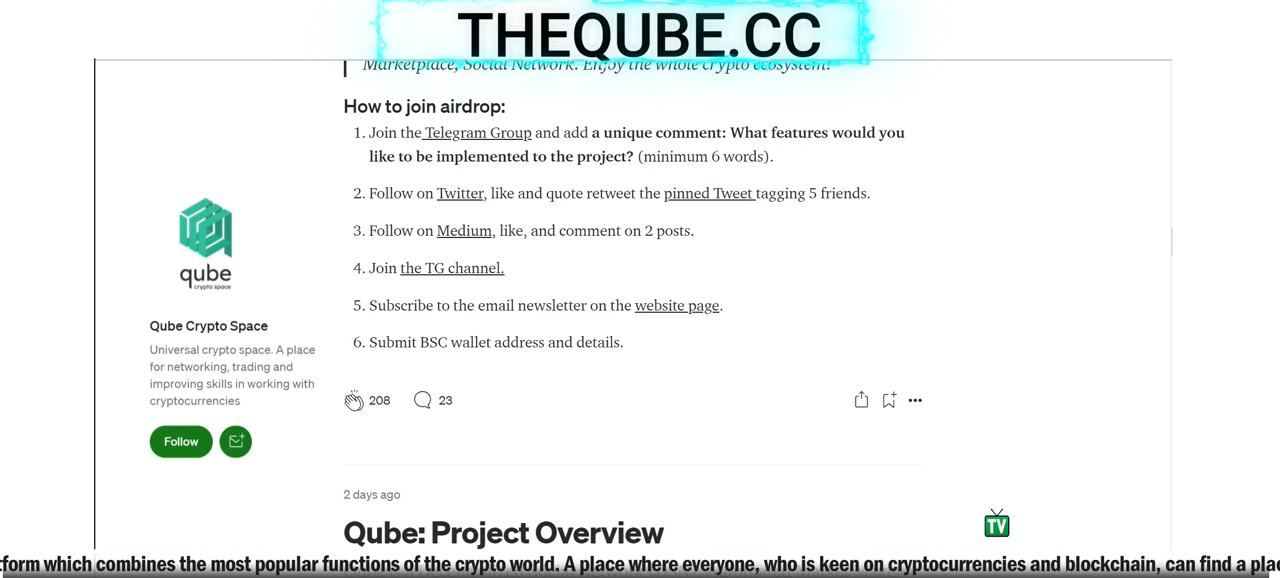 THEQUBE.CC
Marketplace, Social Network. Enjoy the whole crypto ecosystem!
How to join airdrop:
1. Join the Telegram Group and add a unique comment: What features would you
like to be implemented to the project? (minimum 6 words).
2. Follow on Twitter, like and quote retweet the pinned Tweet tagging 5 friends.
3. Follow on Medium, like, and comment on 2 posts.
4. Join the TG channel.
5. Subscribe to the email newsletter on the website page.
6. Submit BSC wallet address and details.
208
23
qube
crypto space
Qube Crypto Space
Universal crypto space. A place
for networking, trading and
improving skills in working with
cryptocurrencies
Follow
2 days ago
Qube: Project Overview
TV
which combines the most popular functions of the crypto world. A place where everyone, who is keen on cryptocurrencies and blockchain, can find a